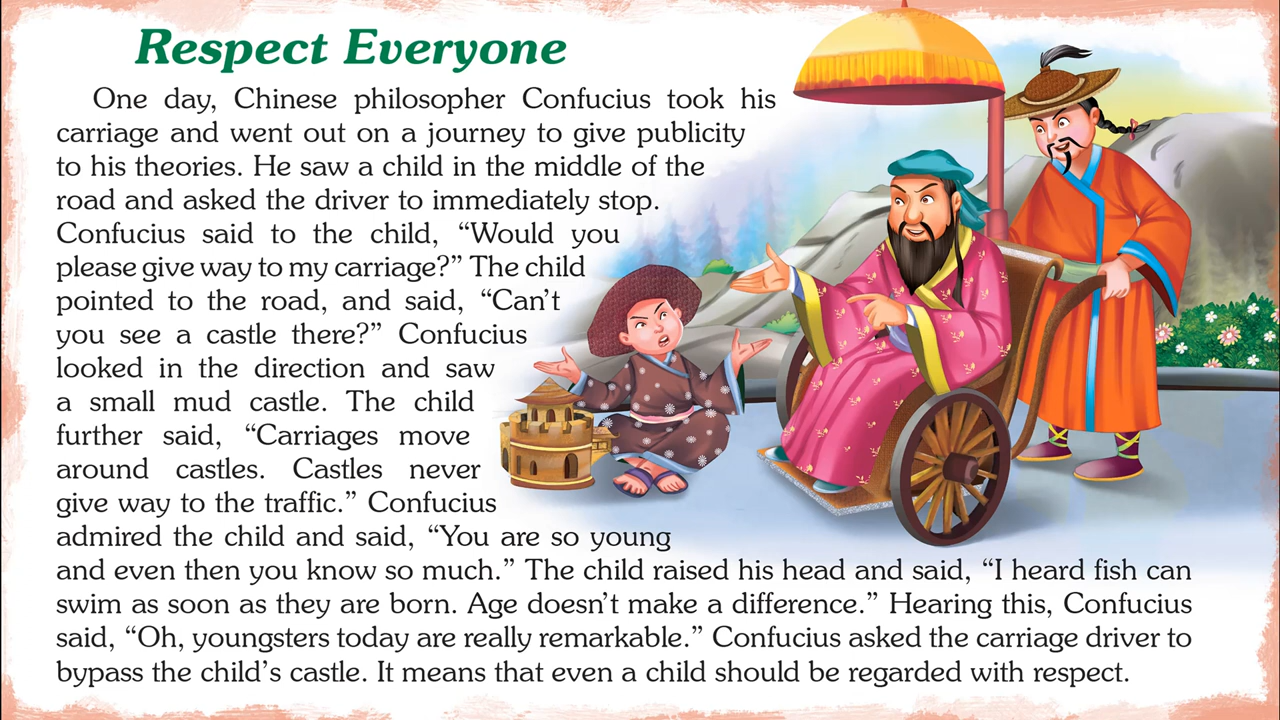 Respect Everyone
One day, Chinese philosopher Confucius took his
carriage and went out on a journey to give publicity
to his theories. He saw a child in the middle of the
road and asked the driver to immediately stop.
Confucius said to the child, “Would you
please give way to my carriage?” The child
pointed to the road, and said, “Can’t
you see a castle there?” Confucius
looked in the direction and saw
a small mud castle. The child
further said, “Carriages move
around castles. Castles never
give way to the traffic.” Confucius
admired the child and said, “You are so young
and even then you know so much.” The child raised his head and said, “I heard fish can
swim as soon as they are born. Age doesn’t make a difference.” Hearing this, Confucius
said, “Oh, youngsters today are really remarkable.” Confucius asked the carriage driver to
bypass the child’s castle. It means that even a child should be regarded with respect.